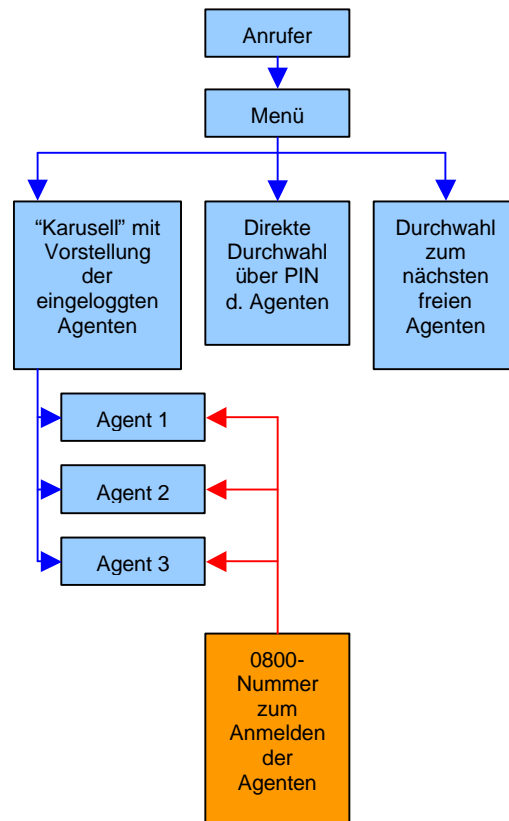 Anrufer
Menü
“Karusell” mit
Vorstellung
der
eingeloggten
Agenten
Direkte
Durchwahl
über PIN
d. Agenten
Durchwahl
zum
nächsten
freien
Agenten
Agent 1
Agent 2
Agent 3
0800-
Nummer
zum
Anmelden
der
Agenten